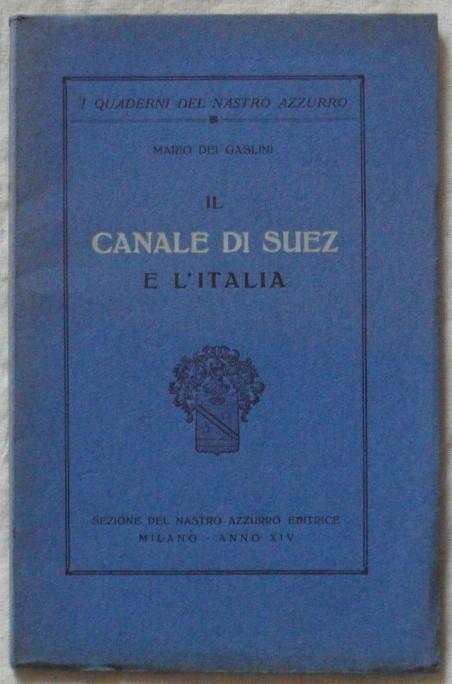 I QUADERNI DEL NASTRO AZZURRO
MARIO DEI GASLINI
IL
CANALE DI SUEZ
E L'ITALIA
SEZIONE DEL NASTRO AZZURRO EDITRICE
MILANO - ANNO XIV